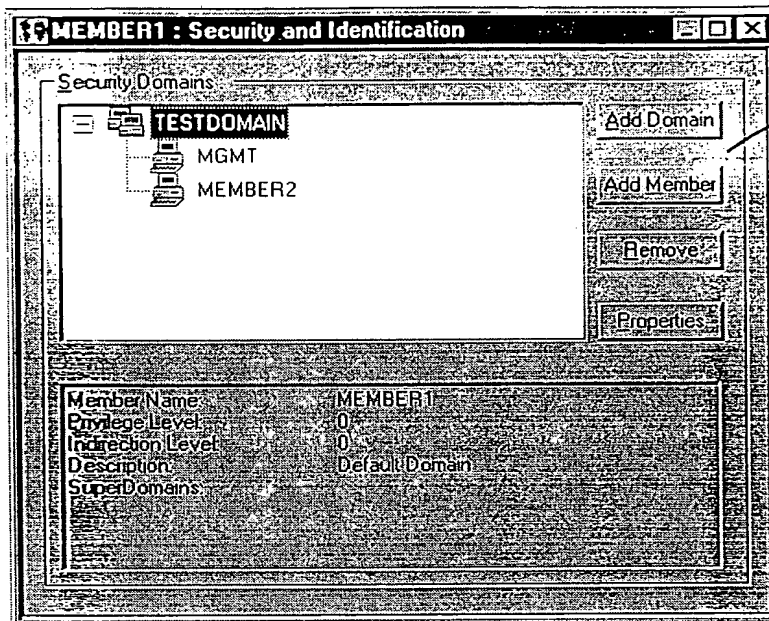 MEMBER1 : Security and Identification
Security Domains
TESTDOMAIN
MGMT
MEMBER2
Add Domain
Add Member
Remove
Properties
Member Name: MEMBER1
Privilege Level: 0
Indirection Level: 0
Description: Default Domain
SuperDomains: